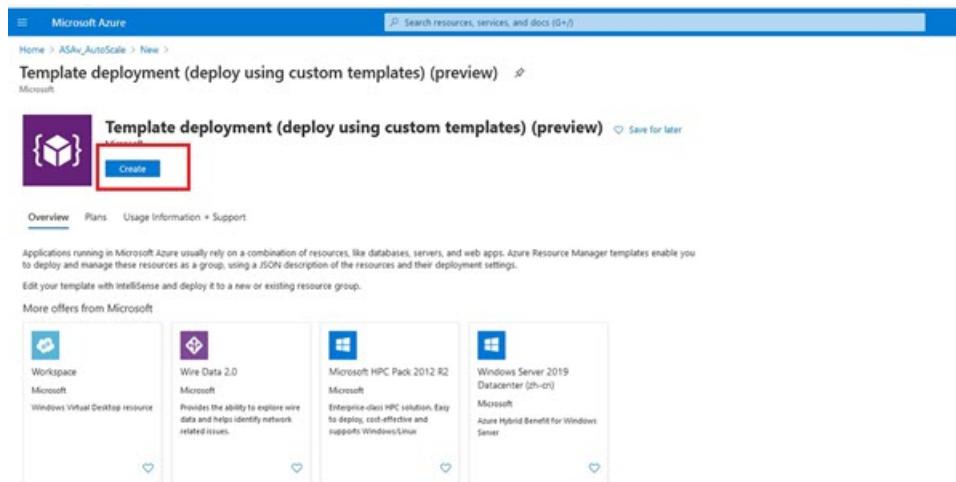 Microsoft Azure
Search resources, services, and docs (G+/)
Home > ASAv_AutoScale > New >
Template deployment (deploy using custom templates) (preview)
Microsoft
Template deployment (deploy using custom templates) (preview)
Save for later
Microsoft
Create
Overview Plans Usage Information + Support
Applications running in Microsoft Azure usually rely on a combination of resources, like databases, servers, and web apps. Azure Resource Manager templates enable you
to deploy and manage these resources as a group, using a JSON description of the resources and their deployment settings.
Edit your template with IntelliSense and deploy it to a new or existing resource group.
More offers from Microsoft
Workspace
Microsoft
Windows Virtual Desktop resource
Wire Data 2.0
Microsoft
Provides the ability to explore wire
data and helps identify network
related issues.
Microsoft HPC Pack 2012 R2
Microsoft
Enterprise-class HPC solution. Easy
to deploy, cost-effective and
supports Windows/Linux
Windows Server 2019
Datacenter (zh-cn)
Microsoft
Azure Hybrid Benefit for Windows
Server